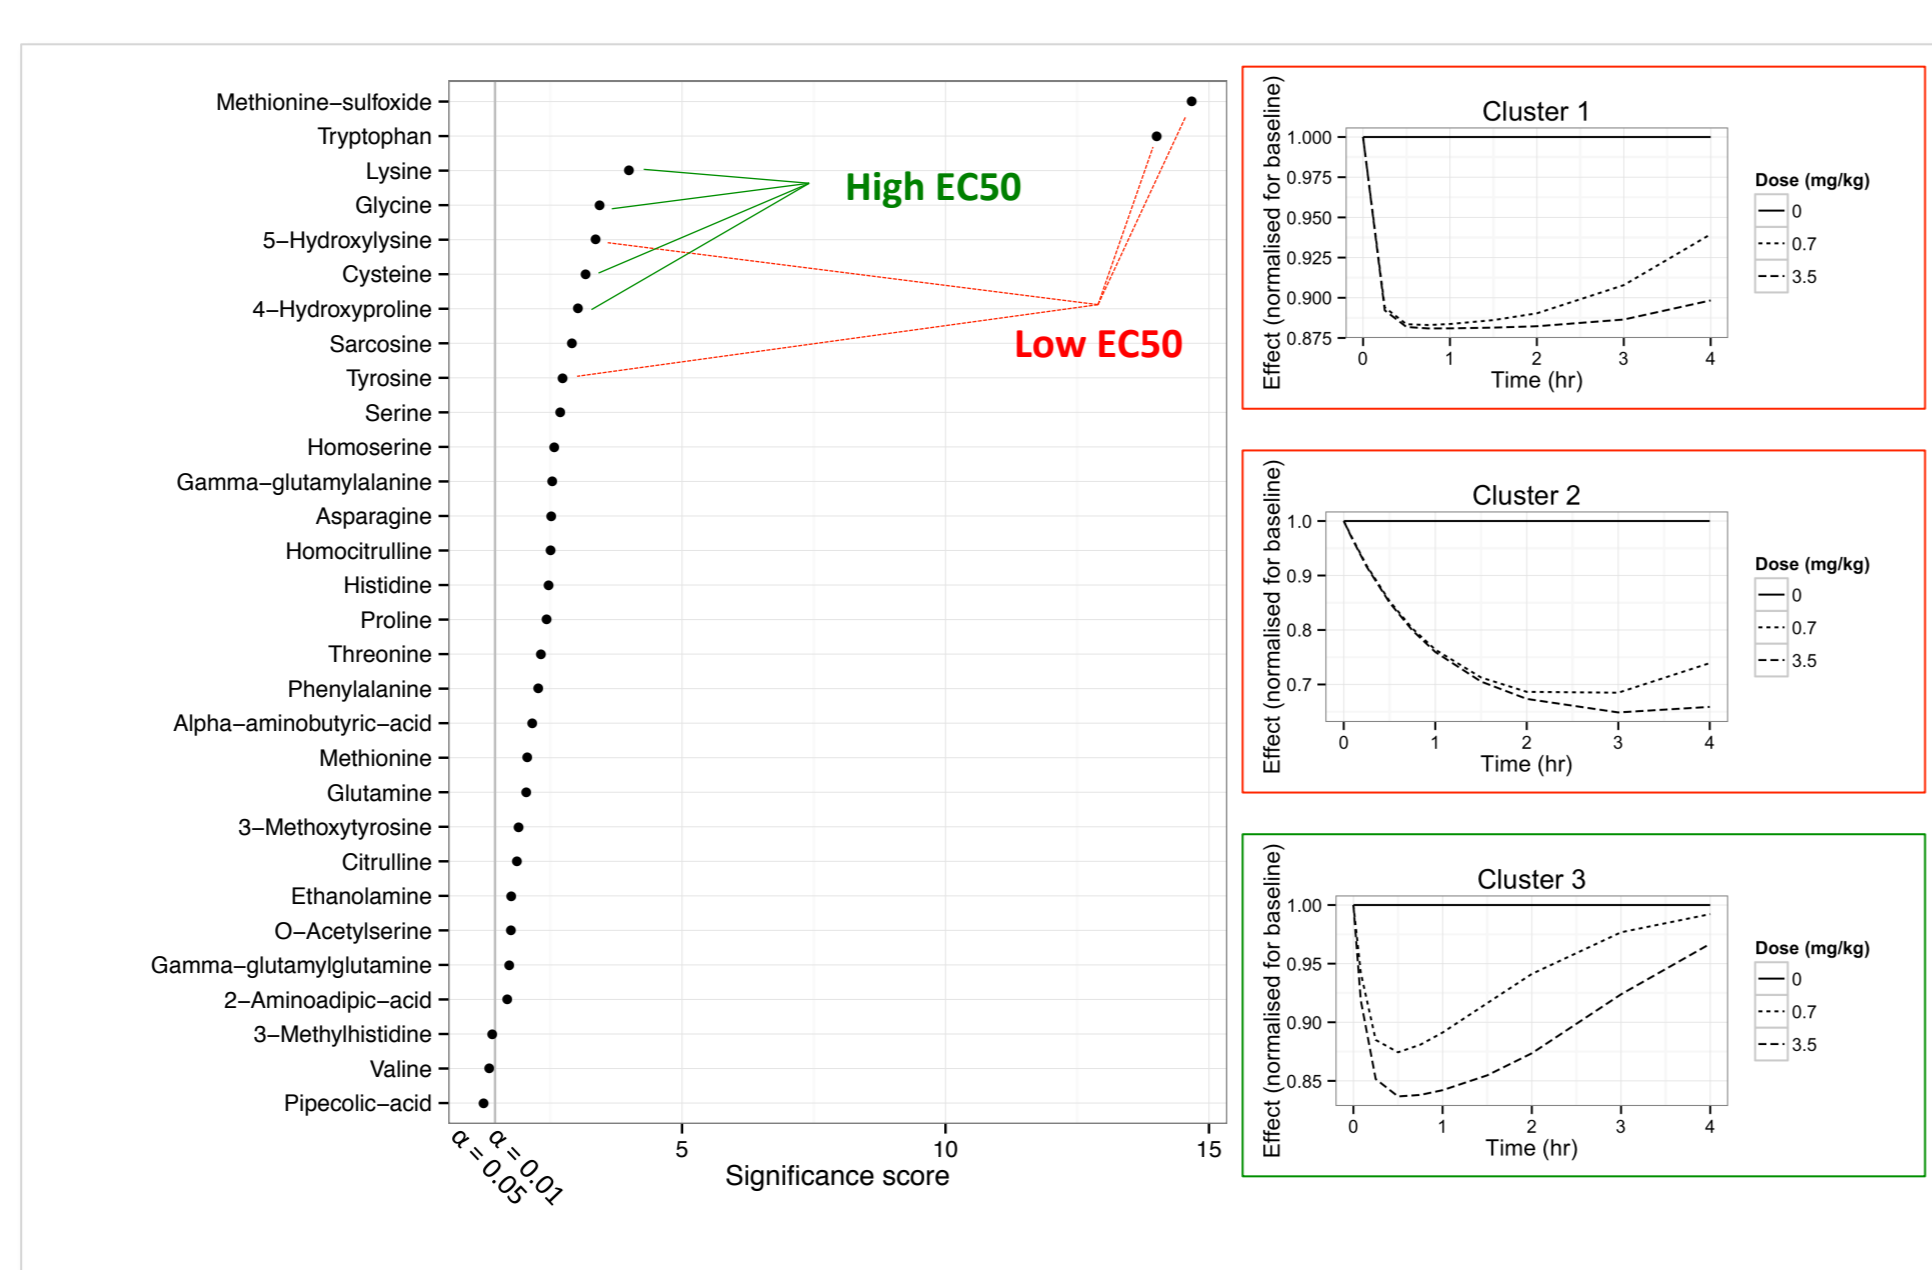 Methionine−sulfoxide
Tryptophan
Lysine
Glycine
5−Hydroxylysine
Cysteine
4−Hydroxyproline
Sarcosine
Tyrosine
Serine
Homoserine
Gamma−glutamylalanine
Asparagine
Homocitrulline
Histidine
Proline
Threonine
Phenylalanine
Alpha−aminobutyric−acid
Methionine
Glutamine
3−Methoxytyrosine
Citrulline
Ethanolamine
O−Acetylserine
Gamma−glutamylglutamine
2−Aminoadipic−acid
3−Methylhistidine
Valine
Pipecolic−acid
High EC50
Low EC50
α = 0.05
α = 0.01
5
10
15
Significance score
Cluster 1
Effect (normalised for baseline)
1.000
0.975
0.950
0.925
0.900
0.875
0
1
2
3
4
Time (hr)
Dose (mg/kg)
0
0.7
3.5
Cluster 2
Effect (normalised for baseline)
1.0
0.9
0.8
0.7
0
1
2
3
4
Time (hr)
Dose (mg/kg)
0
0.7
3.5
Cluster 3
Effect (normalised for baseline)
1.00
0.95
0.90
0.85
0
1
2
3
4
Time (hr)
Dose (mg/kg)
0
0.7
3.5